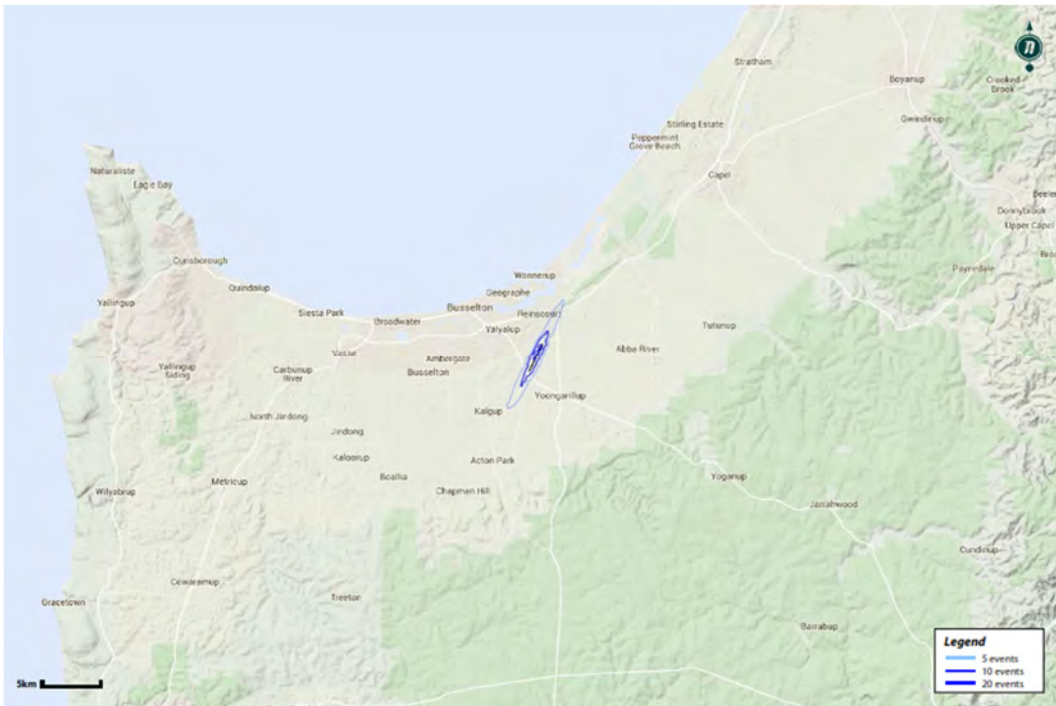 Stratham
Boyanup
Crooked
Brook
Gwindinup
Stirling Estate
Peppermint
Grove Beach
Capel
Naturaliste
Eagle Bay
Donnybrook
Upper Capel
Paynedale
Dunsborough
Wonnerup
Quindalup
Geographe
Yallingup
Busselton
Reinscourt
Siesta Park
Broadwater
Yalyalup
Tutunup
Vasse
Ambergate
Abba River
Yallingup
Siding
Carbunup
River
Busselton
Yoongarillup
Kalgup
North Jindong
Jindong
Kaloorup
Acton Park
Metricup
Boallia
Yoganup
Wilyabrup
Chapman Hill
Jarrahwood
Cundinup
Cowaramup
Treeton
Gracetown
Barrabup
Legend
5 events
10 events
20 events
5km